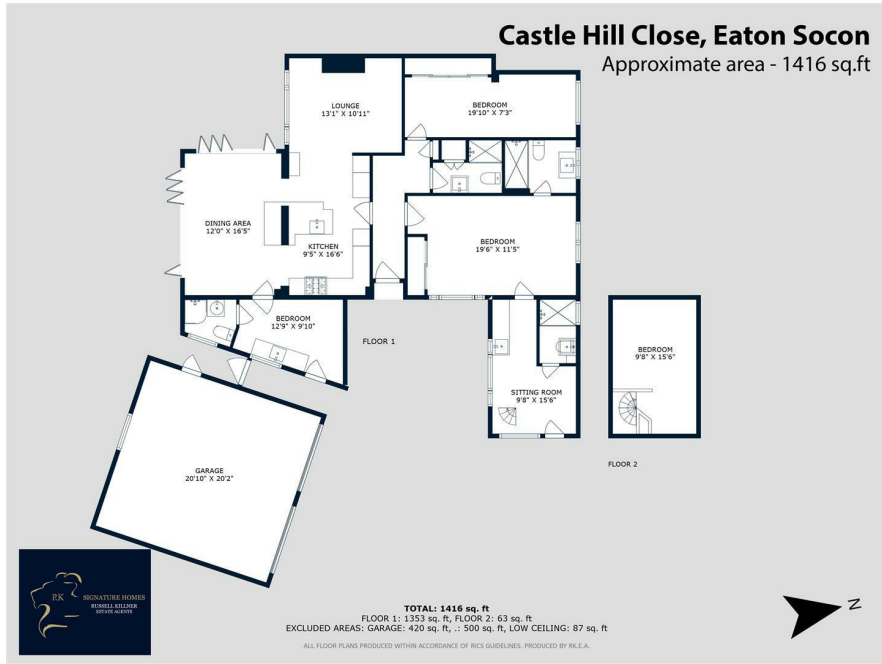 Castle Hill Close, Eaton Socon
Approximate area - 1416 sq.ft
LOUNGE
13'1" X 10'11"
BEDROOM
19'10" X 7'3"
DINING AREA
12'0" X 16'5"
KITCHEN
9'5" X 16'6"
BEDROOM
19'6" X 11'5"
BEDROOM
12'9" X 9'10"
FLOOR 1
SITTING ROOM
9'8" X 15'6"
BEDROOM
9'8" X 15'6"
FLOOR 2
GARAGE
20'10" X 20'2"
RK
SIGNATURE HOMES
RUSSELL KILLNER
ESTATE AGENTS
TOTAL: 1416 sq. ft
FLOOR 1: 1353 sq. ft, FLOOR 2: 63 sq. ft
EXCLUDED AREAS: GARAGE: 420 sq. ft, .: 500 sq. ft, LOW CEILING: 87 sq. ft
ALL FLOOR PLANS PRODUCED WITHIN ACCORDANCE OF RICS GUIDELINES. PRODUCED BY RK.E.A.
Z